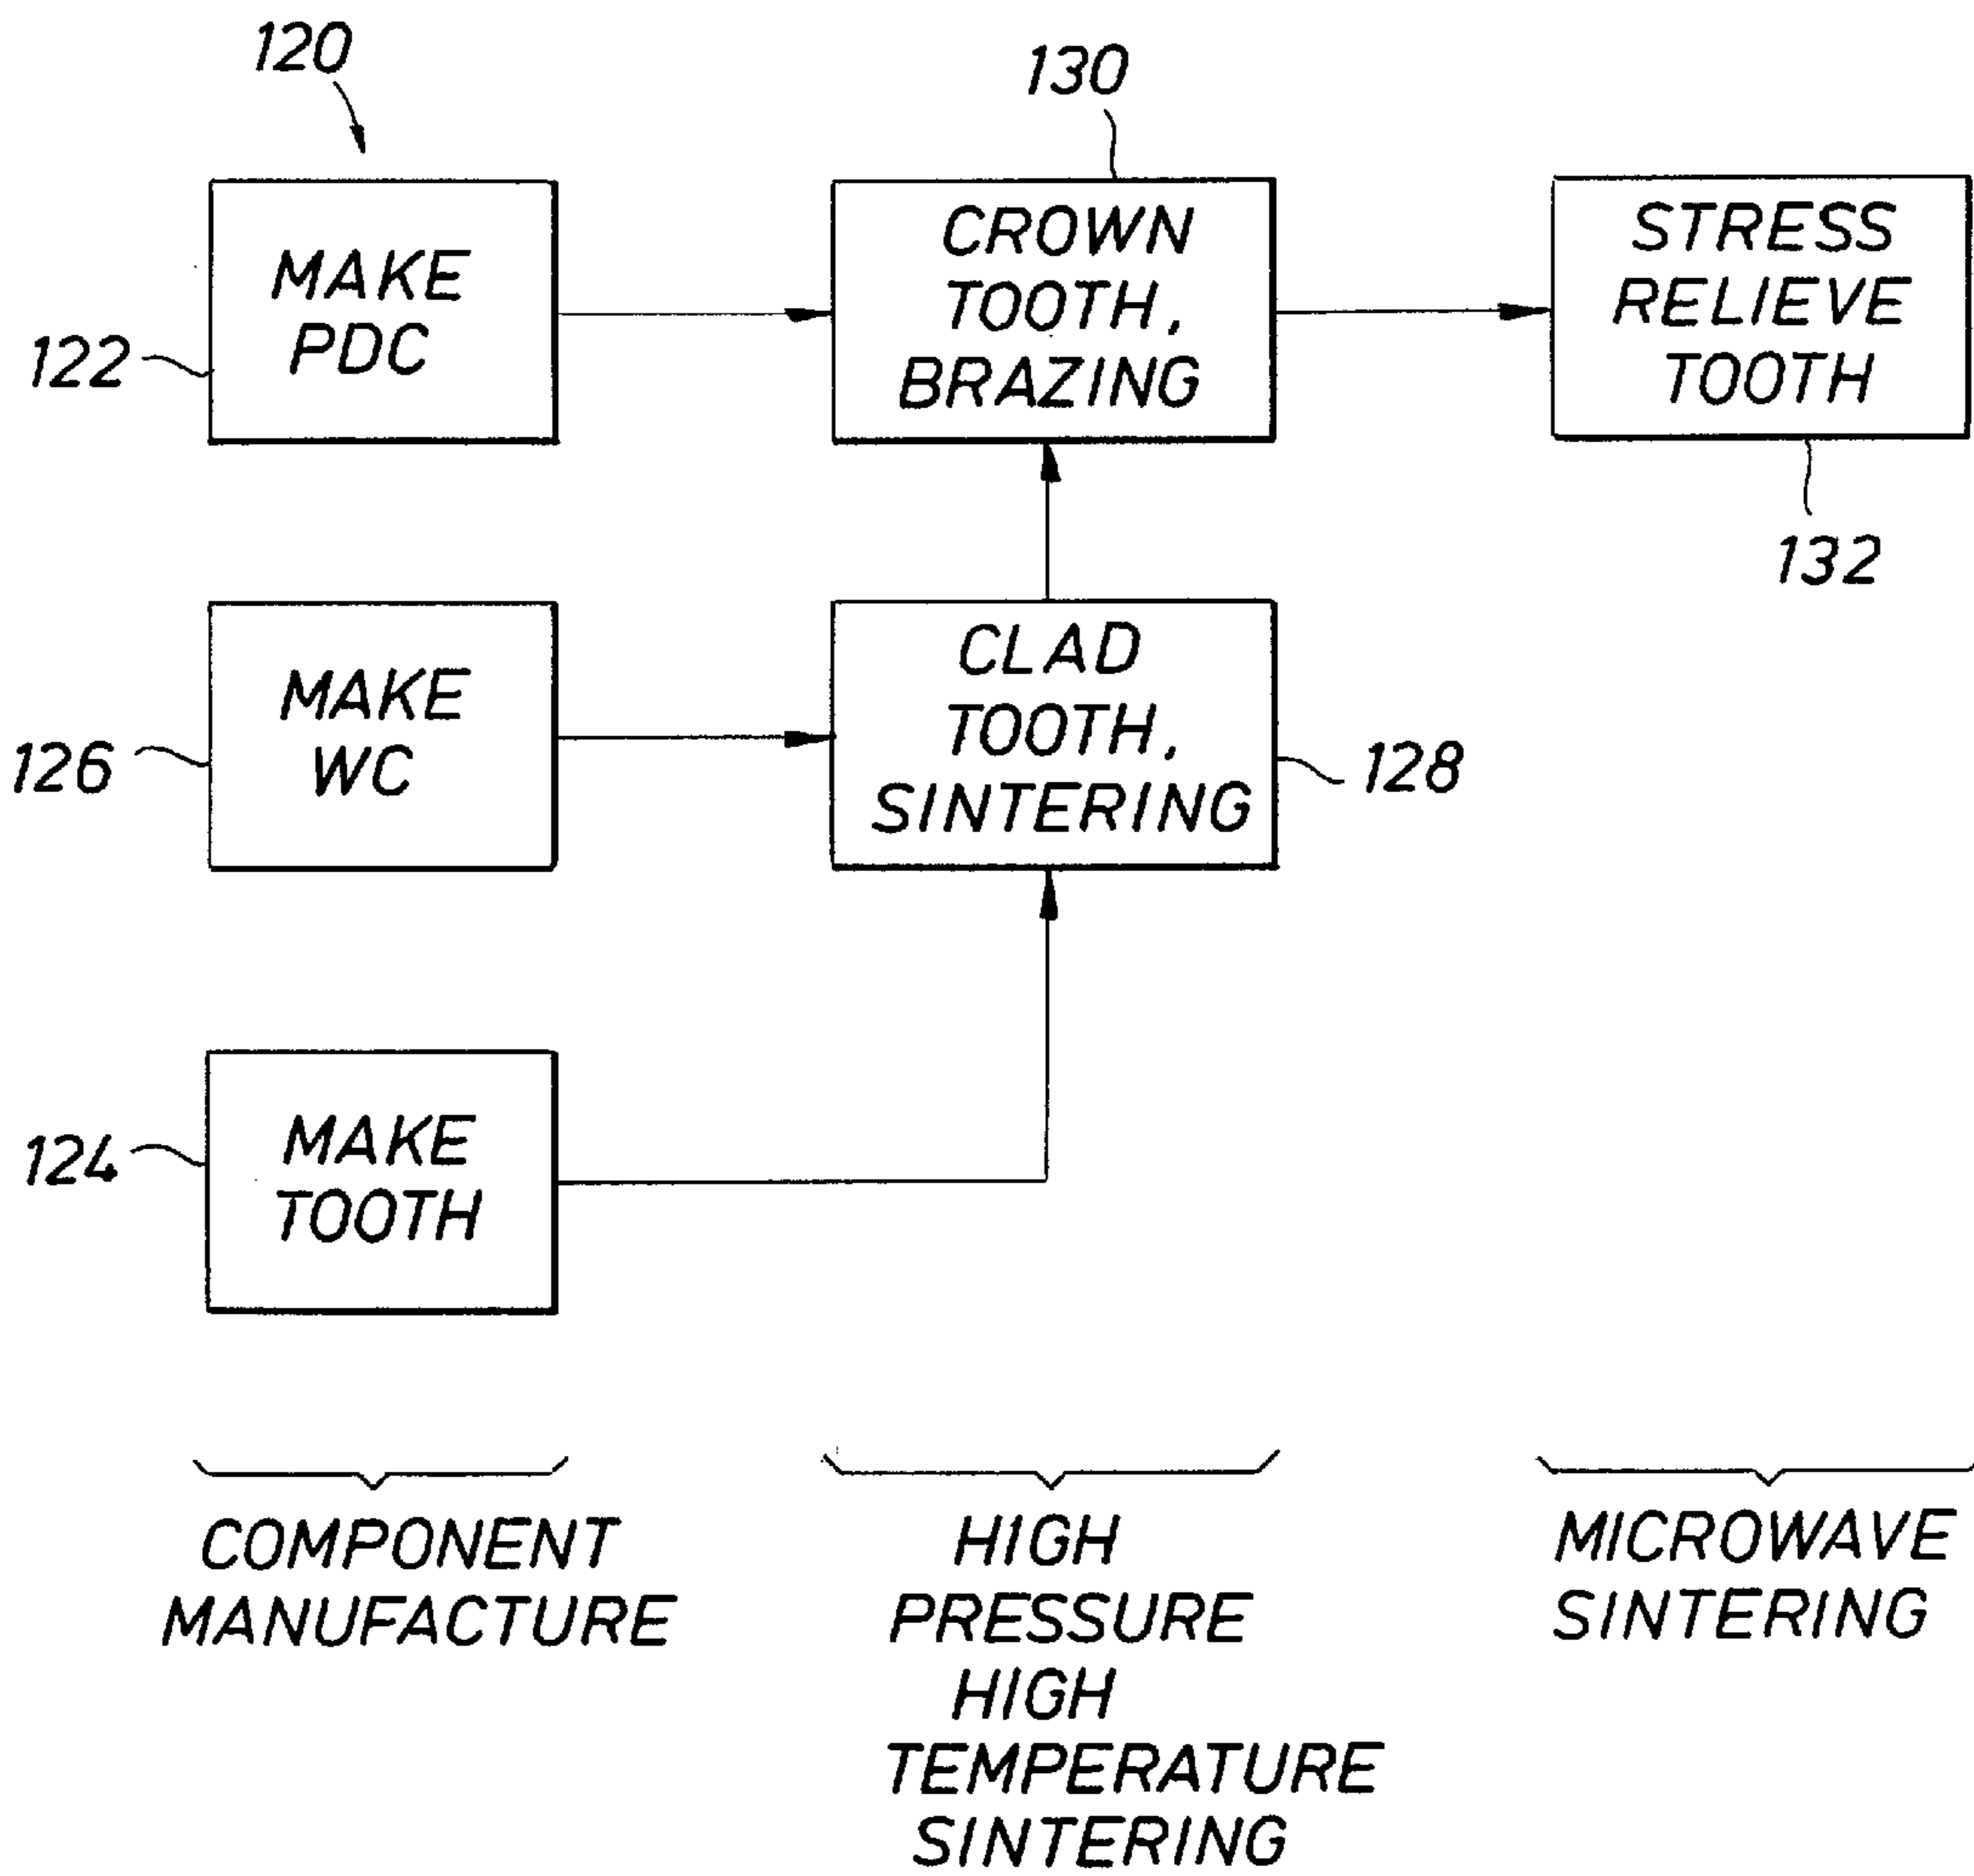 120
130
MAKE
PDC
122
CROWN
TOOTH,
BRAZING
STRESS
RELIEVE
TOOTH
132
MAKE
WC
126
CLAD
TOOTH,
SINTERING
128
MAKE
TOOTH
124
COMPONENT
MANUFACTURE
HIGH
PRESSURE
HIGH
TEMPERATURE
SINTERING
MICROWAVE
SINTERING